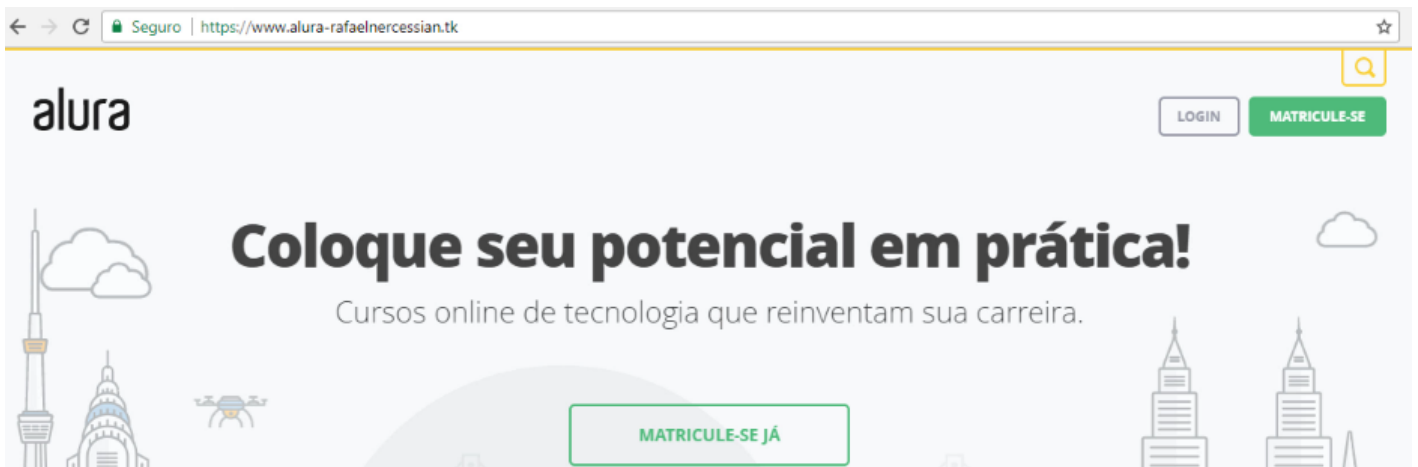 Seguro | https://www.alura-rafaelnercessian.tk
alura
LOGIN
MATRICULE-SE
Coloque seu potencial em prática!
Cursos online de tecnologia que reinventam sua carreira.
MATRICULE-SE JÁ